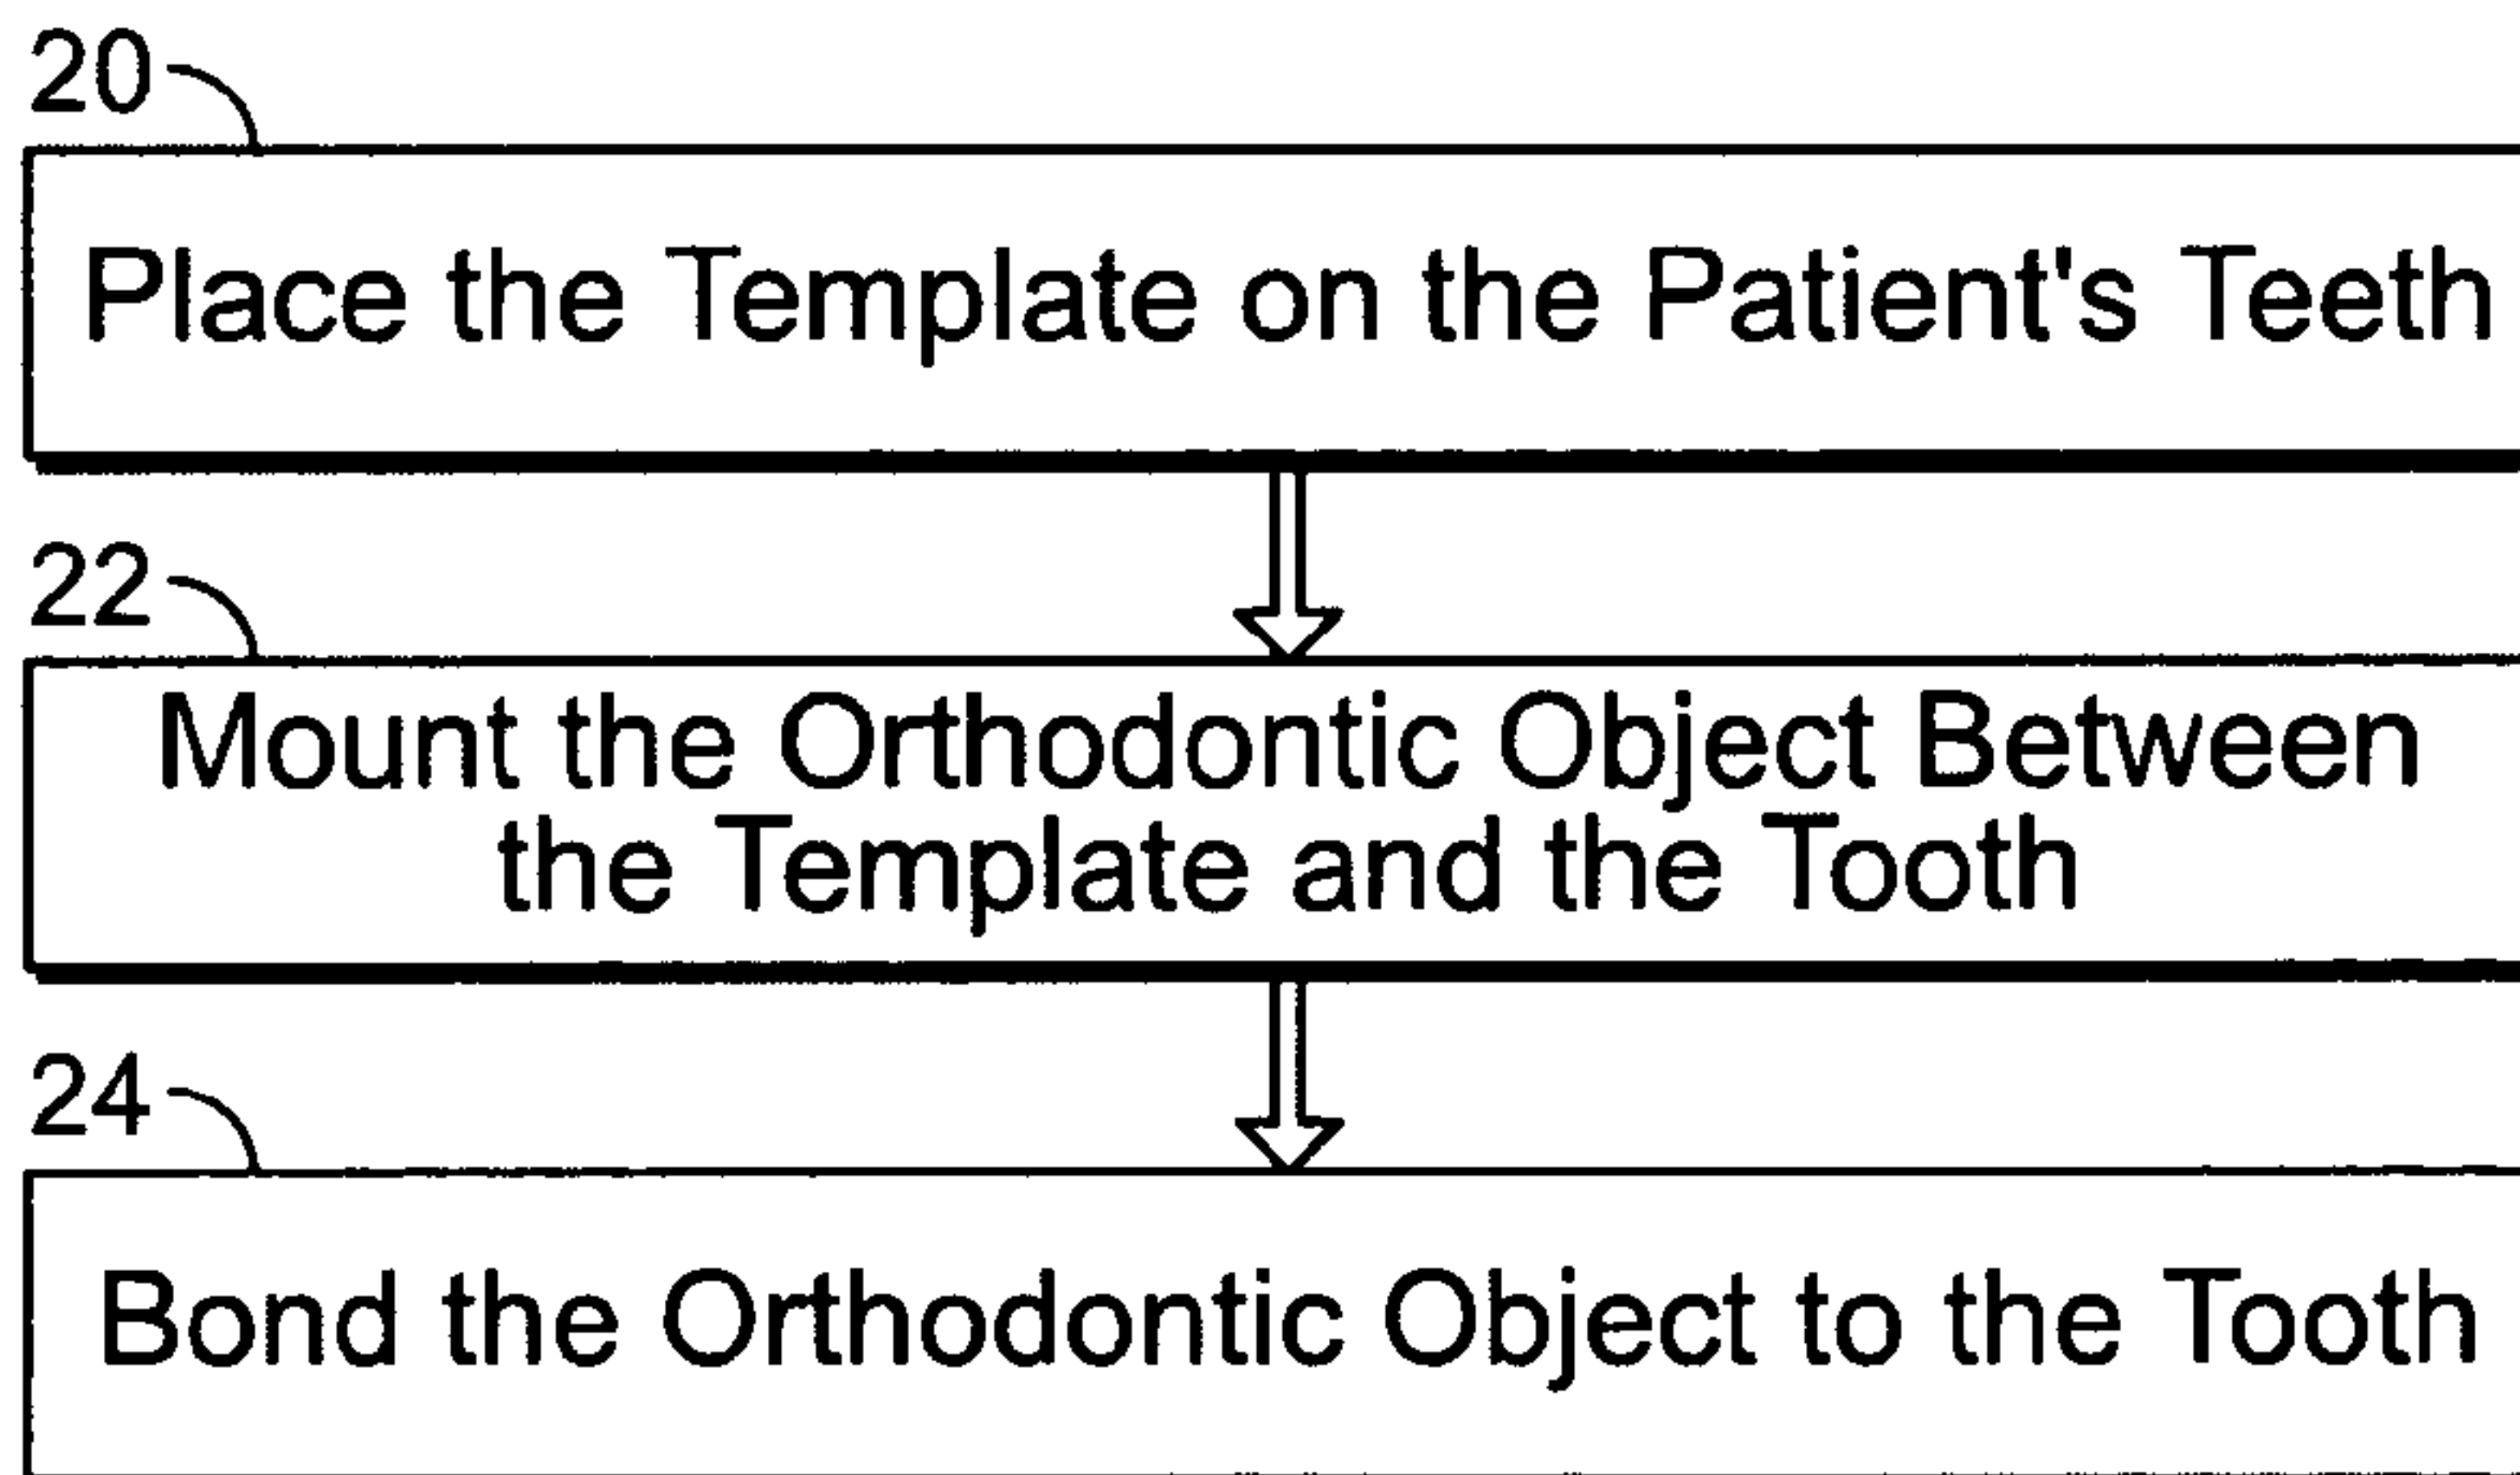 20
Place the Template on the Patient's Teeth
22
Mount the Orthodontic Object Between
the Template and the Tooth
24
Bond the Orthodontic Object to the Tooth